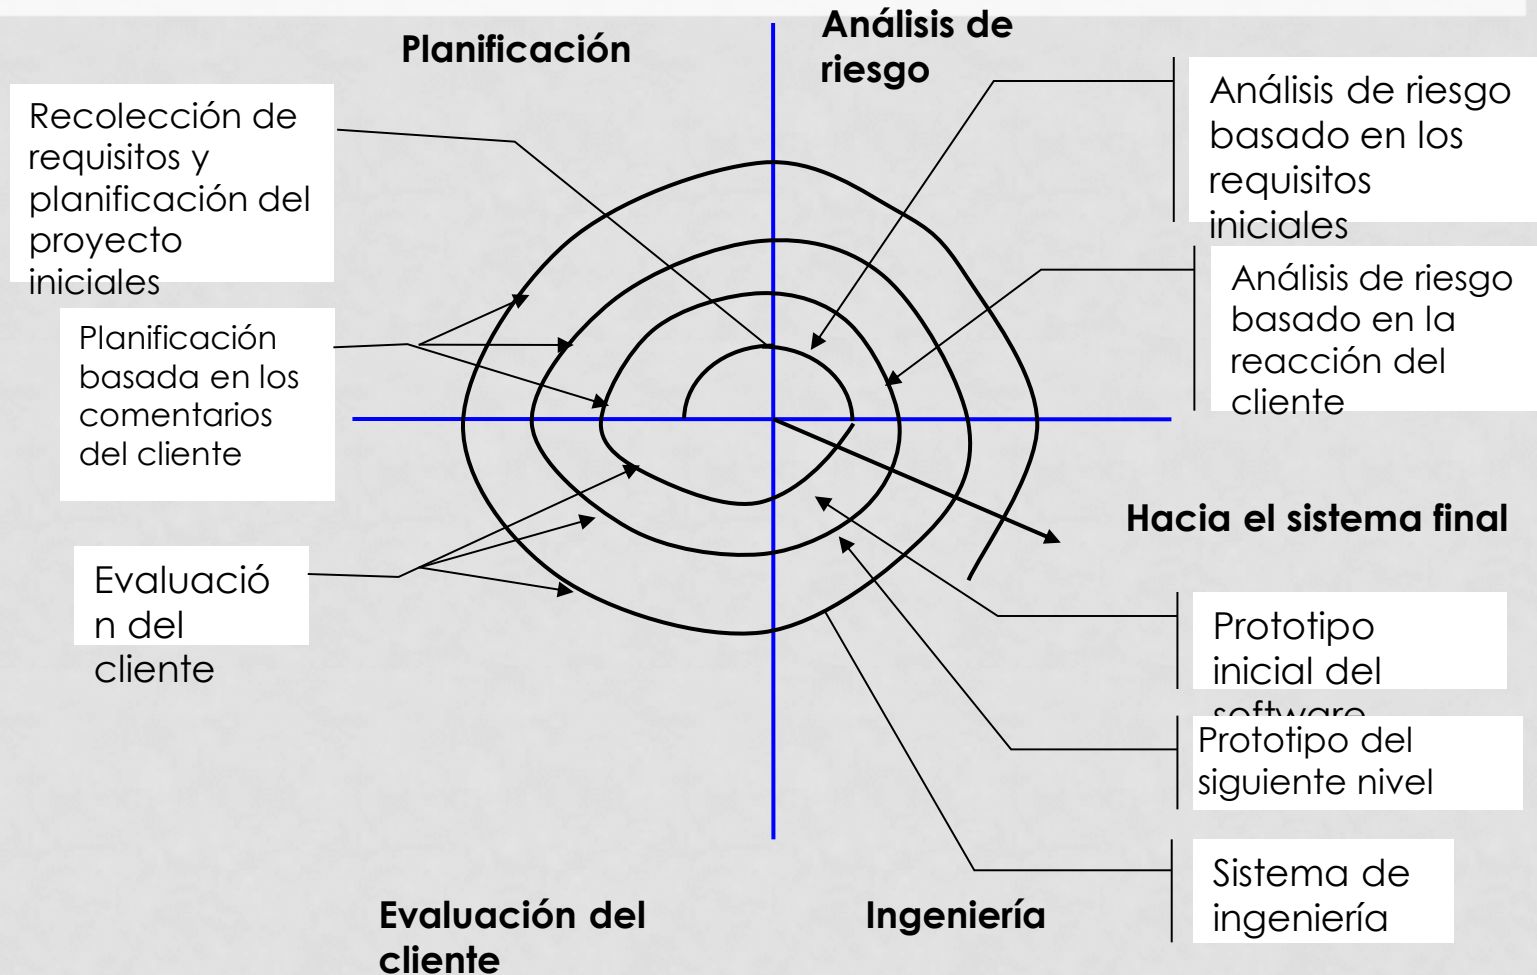 Planificación
Análisis de
riesgo
Recolección de
requisitos y
planificación del
proyecto
iniciales
Análisis de riesgo
basado en los
requisitos
iniciales
Planificación
basada en los
comentarios
del cliente
Análisis de riesgo
basado en la
reacción del
cliente
Hacia el sistema final
Evaluació
n del
cliente
Prototipo
inicial del
software
Prototipo del
siguiente nivel
Sistema de
ingeniería
Evaluación del
cliente
Ingeniería